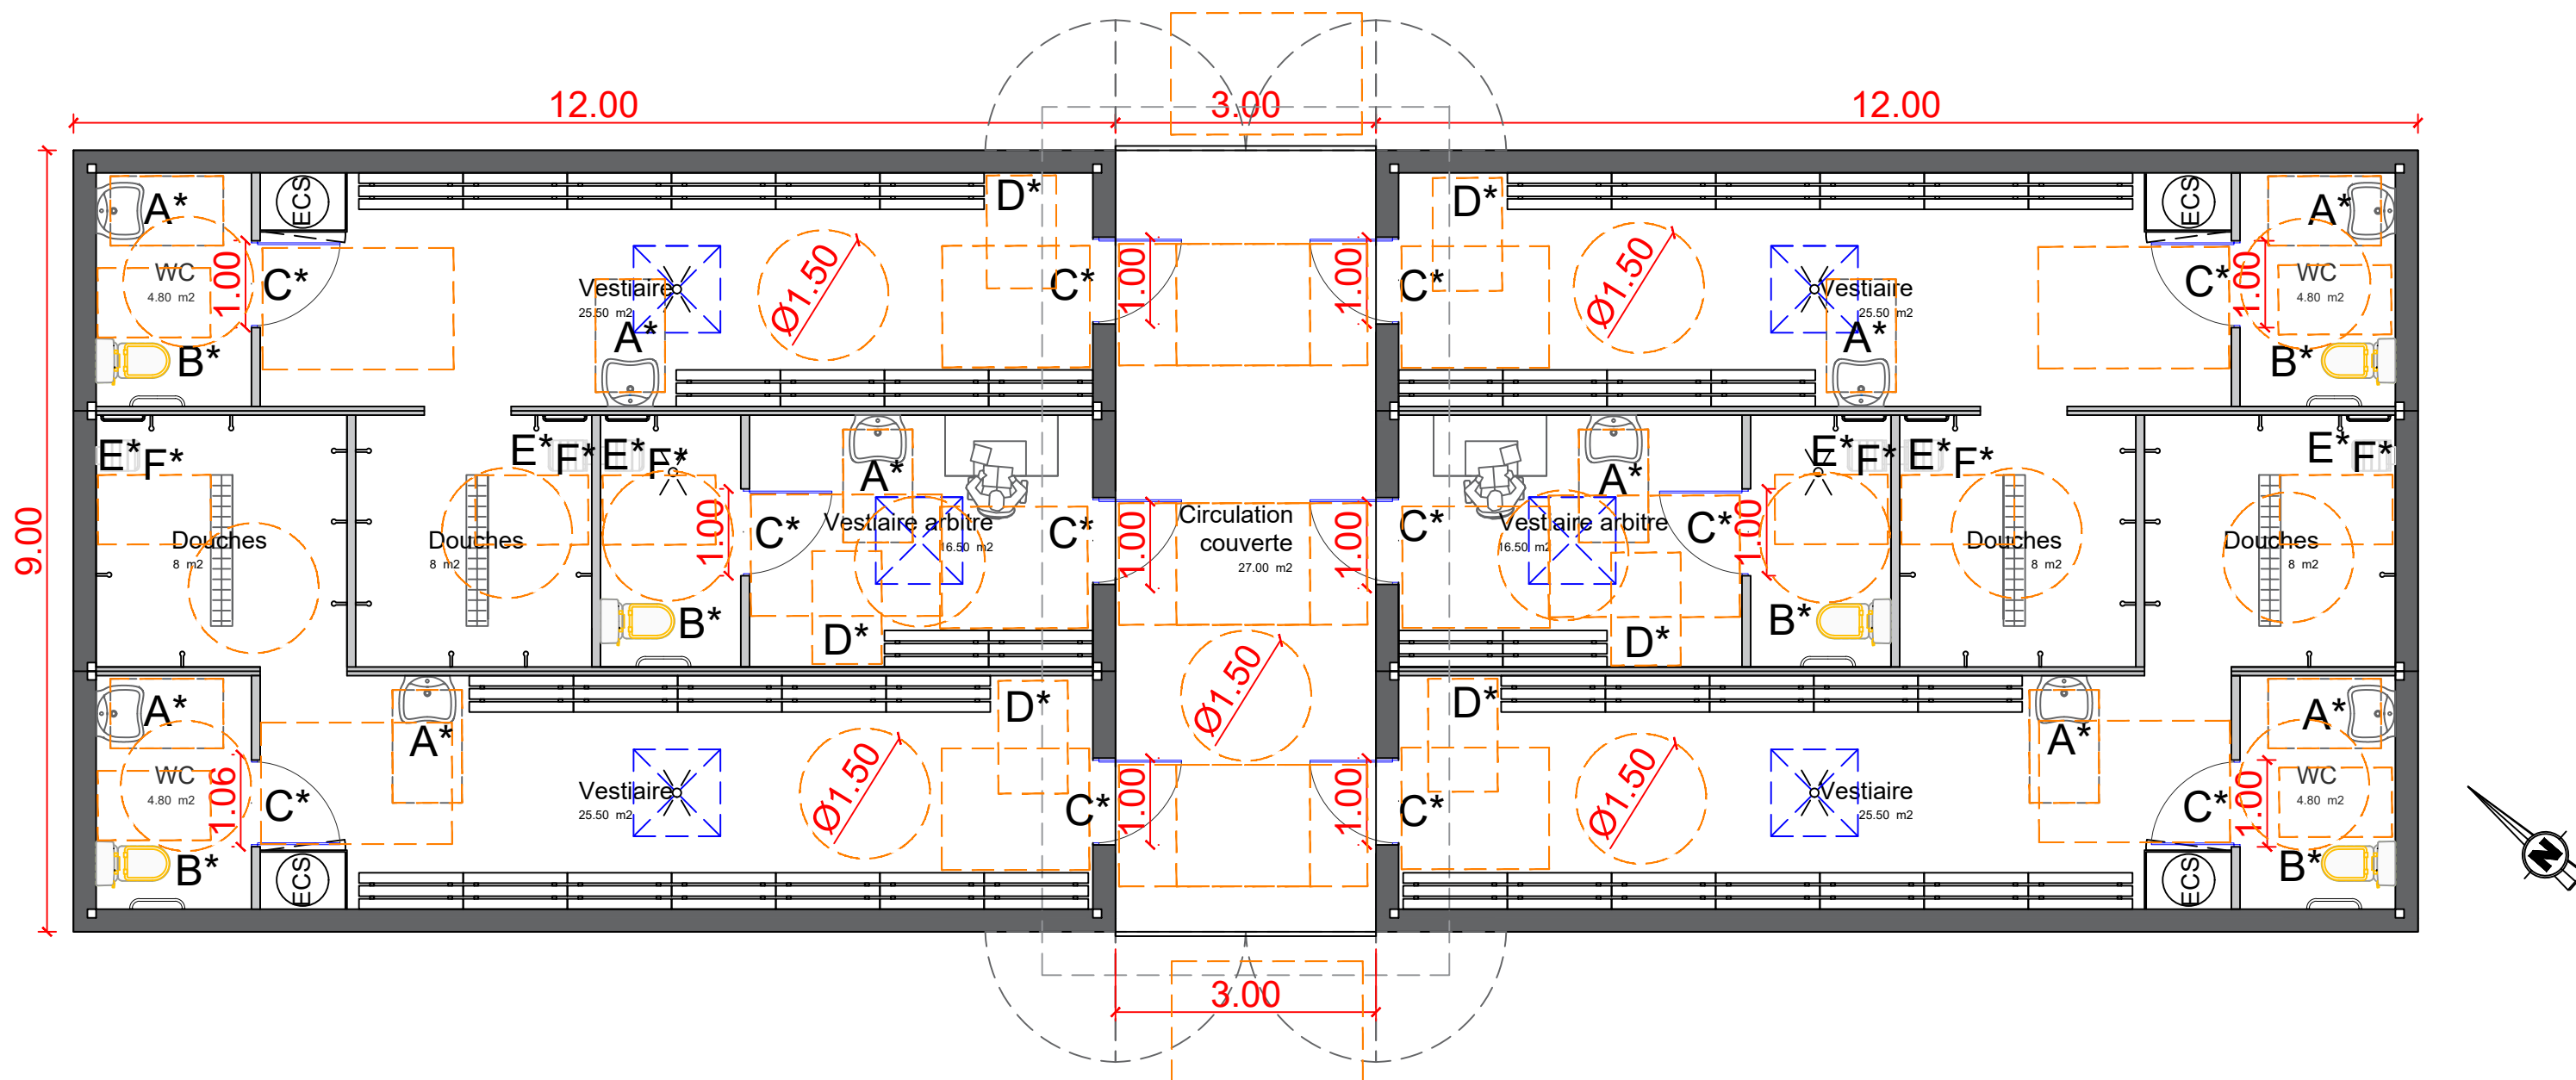 12.00
3.00
12.00
9.00
A*
ECS
D*
D*
ECS
A*
WC
4.80 m2
1.00
C*
Vestiaire
25.50 m2
A*
Ø1.50
C*
1.00
1.00
C*
Ø1.50
Vestiaire
25.50 m2
A*
C*
1.00
WC
4.80 m2
B*
B*
E*
F*
E*
F*
E*
F*
A*
A*
E*
F*
E*
F*
E*
F*
Douches
8 m2
Douches
8 m2
1.00
C*
Vestiaire arbitre
16.50 m2
C*
1.00
Circulation
couverte
27.00 m2
1.00
C*
Vestiaire arbitre
16.50 m2
C*
1.00
Douches
8 m2
Douches
8 m2
B*
D*
D*
B*
A*
A*
D*
Ø1.50
D*
A*
A*
WC
4.80 m2
1.06
C*
Vestiaire
25.50 m2
Ø1.50
C*
1.00
1.00
C*
Ø1.50
Vestiaire
25.50 m2
C*
1.00
WC
4.80 m2
B*
ECS
ECS
B*
N
3.00